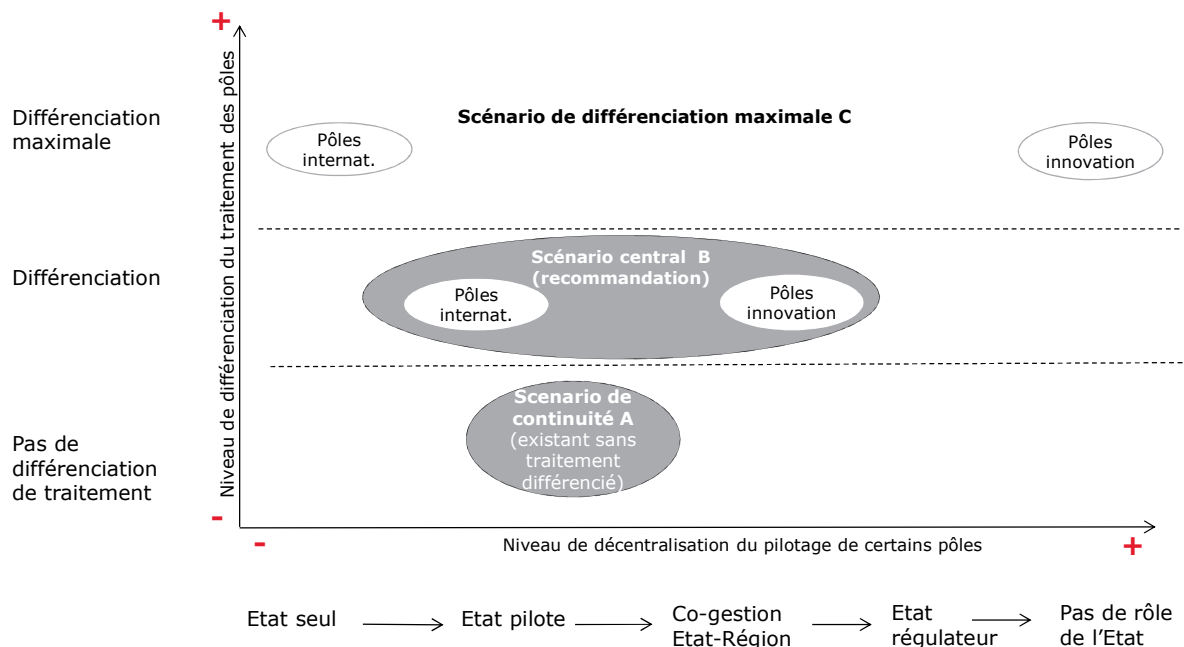 +
Niveau de différenciation du traitement des pôles
Différenciation
maximale
Scénario de différenciation maximale C
Pôles
internat.
Pôles
innovation
Différenciation
Scénario central B
(recommandation)
Pôles
internat.
Pôles
innovation
Pas de
différenciation
de traitement
Scenario de
continuité A
(existant sans
traitement
différencié)
-
-
Niveau de décentralisation du pilotage de certains pôles
+
Etat seul
Etat pilote
Co-gestion
Etat-Région
Etat
régulateur
Pas de rôle
de l’Etat